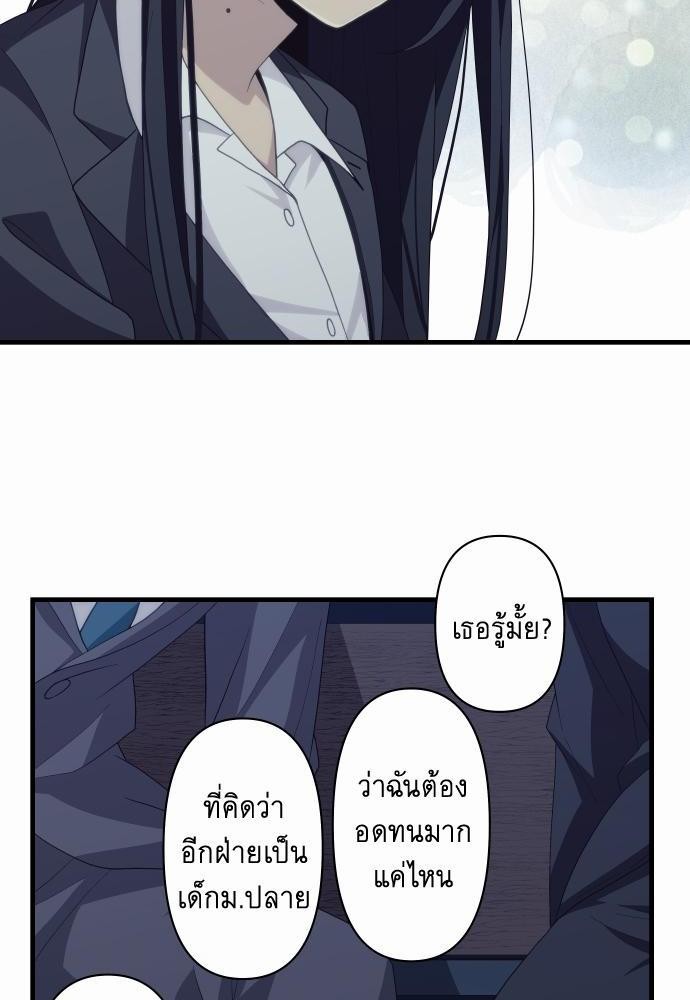 เธอรู้มั้ย?
ว่าฉันต้อง
อดทนมาก
แค่ไหน
ที่คิดว่า
อีกฝ่ายเป็น
เด็กม.ปลาย